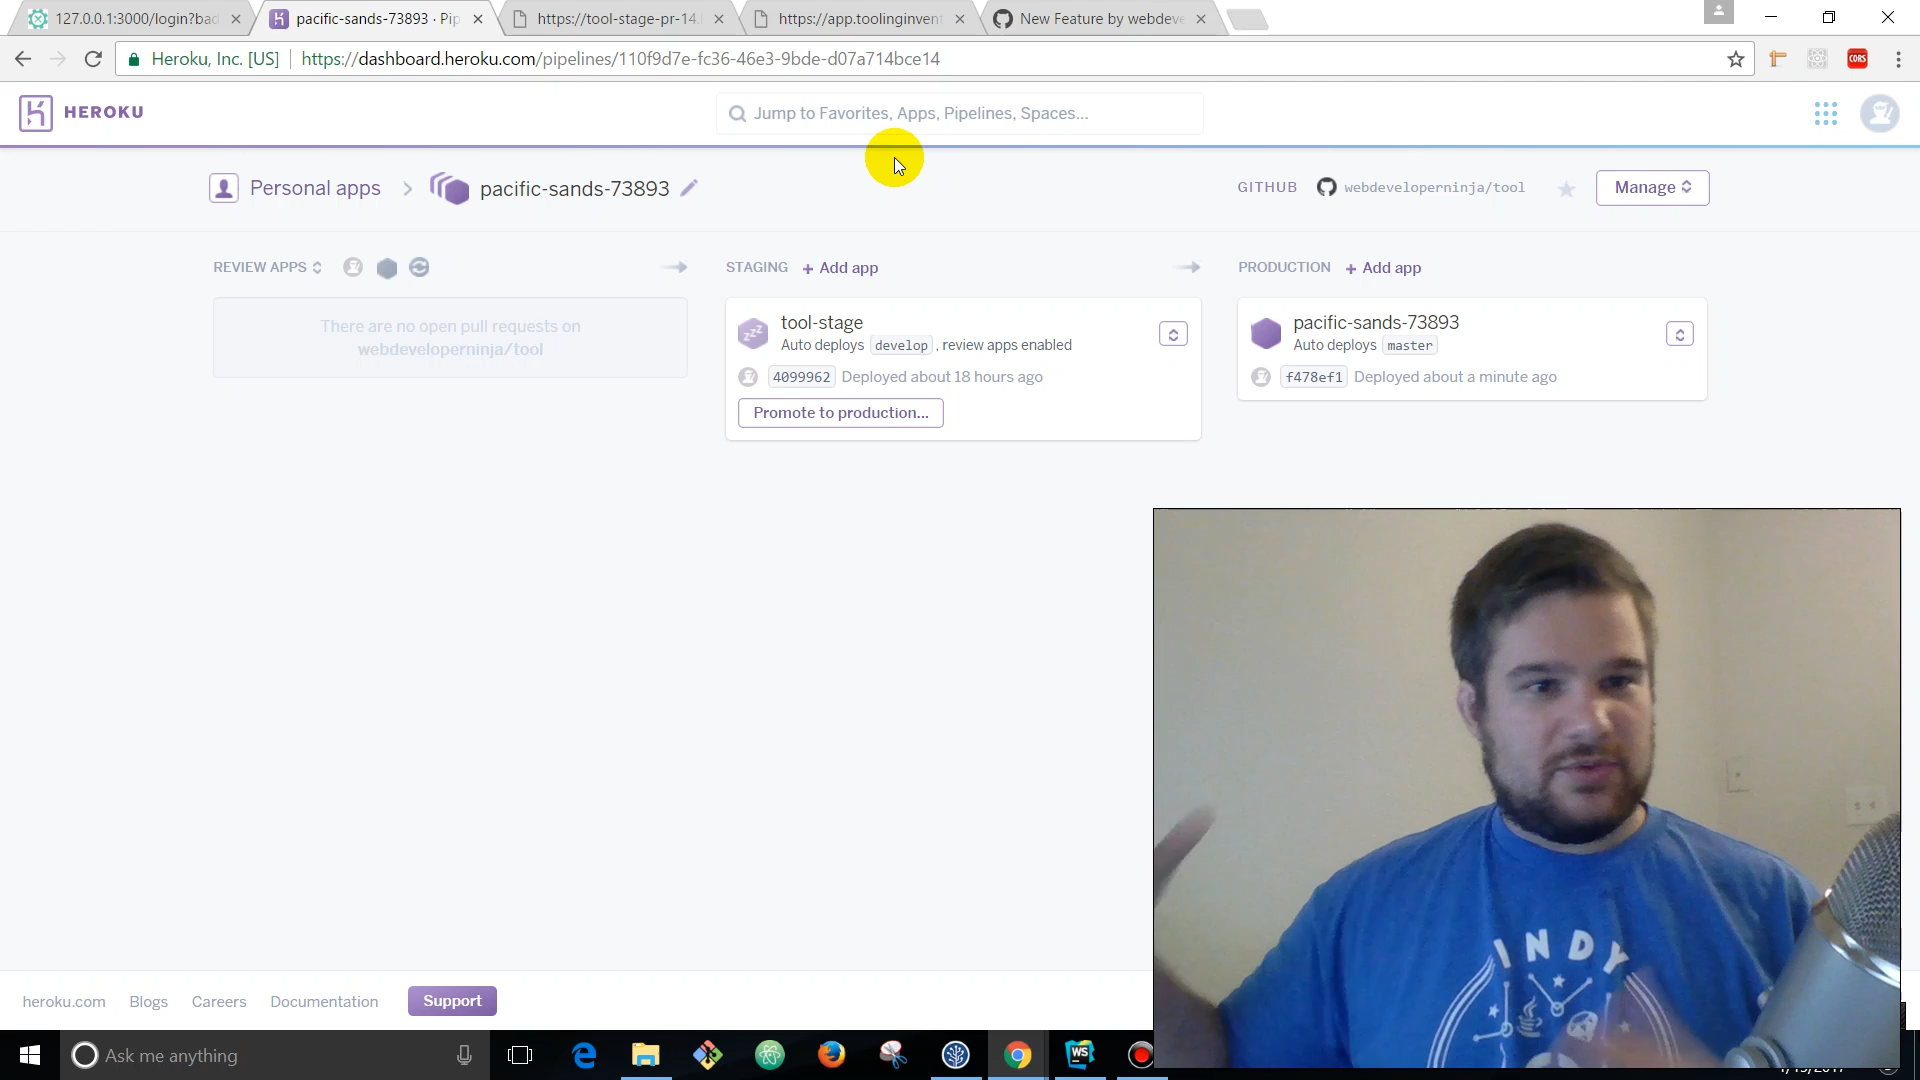 127.0.0.1:3000/login?bad
pacific-sands-73893 · Pip
https://tool-stage-pr-14.
https://app.toolinginvent
New Feature by webdeve
Heroku, Inc. [US]
https://dashboard.heroku.com/pipelines/110f9d7e-fc36-46e3-9bde-d07a714bce14
CORS
HEROKU
Jump to Favorites, Apps, Pipelines, Spaces...
Personal apps > pacific-sands-73893
GITHUB webdeveloperninja/tool
Manage
REVIEW APPS
STAGING + Add app
PRODUCTION + Add app
There are no open pull requests on
webdeveloperninja/tool
zzz
tool-stage
Auto deploys develop , review apps enabled
4099962 Deployed about 18 hours ago
Promote to production...
pacific-sands-73893
Auto deploys master
f478ef1 Deployed about a minute ago
INDY
heroku.com
Blogs
Careers
Documentation
Support
Ask me anything
WS